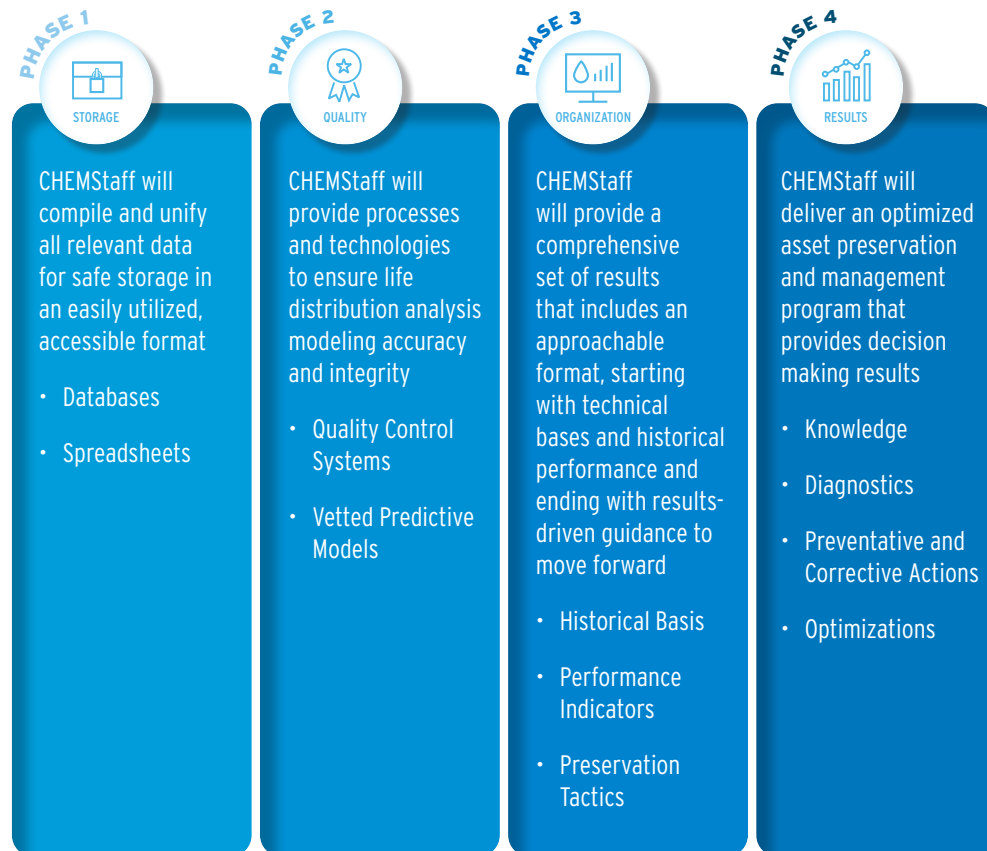 PHASE 1
STORAGE
CHEMStaff will
compile and unify
all relevant data
for safe storage in
an easily utilized,
accessible format
• Databases
• Spreadsheets
PHASE 2
QUALITY
CHEMStaff will
provide processes
and technologies
to ensure life
distribution analysis
modeling accuracy
and integrity
• Quality Control
Systems
• Vetted Predictive
Models
PHASE 3
ORGANIZATION
CHEMStaff
will provide a
comprehensive
set of results
that includes an
approachable
format, starting
with technical
bases and historical
performance and
ending with results-
driven guidance to
move forward
• Historical Basis
• Performance
Indicators
• Preservation
Tactics
PHASE 4
RESULTS
CHEMStaff will
deliver an optimized
asset preservation
and management
program that
provides decision
making results
• Knowledge
• Diagnostics
• Preventative and
Corrective Actions
• Optimizations